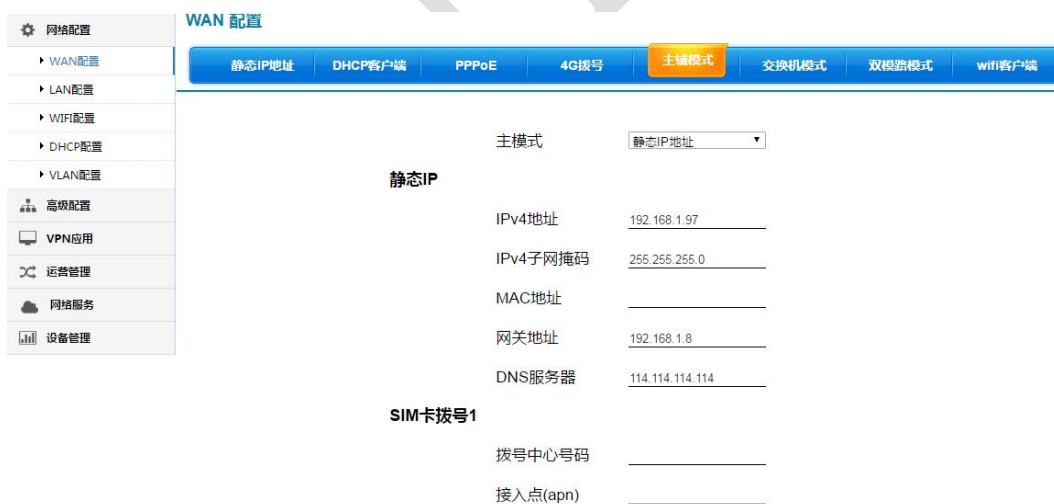 网络配置
WAN配置
LAN配置
WIFI配置
DHCP配置
VLAN配置
高级配置
VPN应用
运营管理
网络服务
设备管理
WAN 配置
静态IP地址 DHCP客户端 PPPoE 4G拨号 主辅模式 交换机模式 双模路模式 wifi客户端
主模式 静态IP地址
静态IP
IPv4地址 192.168.1.97
IPv4子网掩码 255.255.255.0
MAC地址
网关地址 192.168.1.8
DNS服务器 114.114.114.114
SIM卡拨号1
拨号中心号码
接入点(apn)